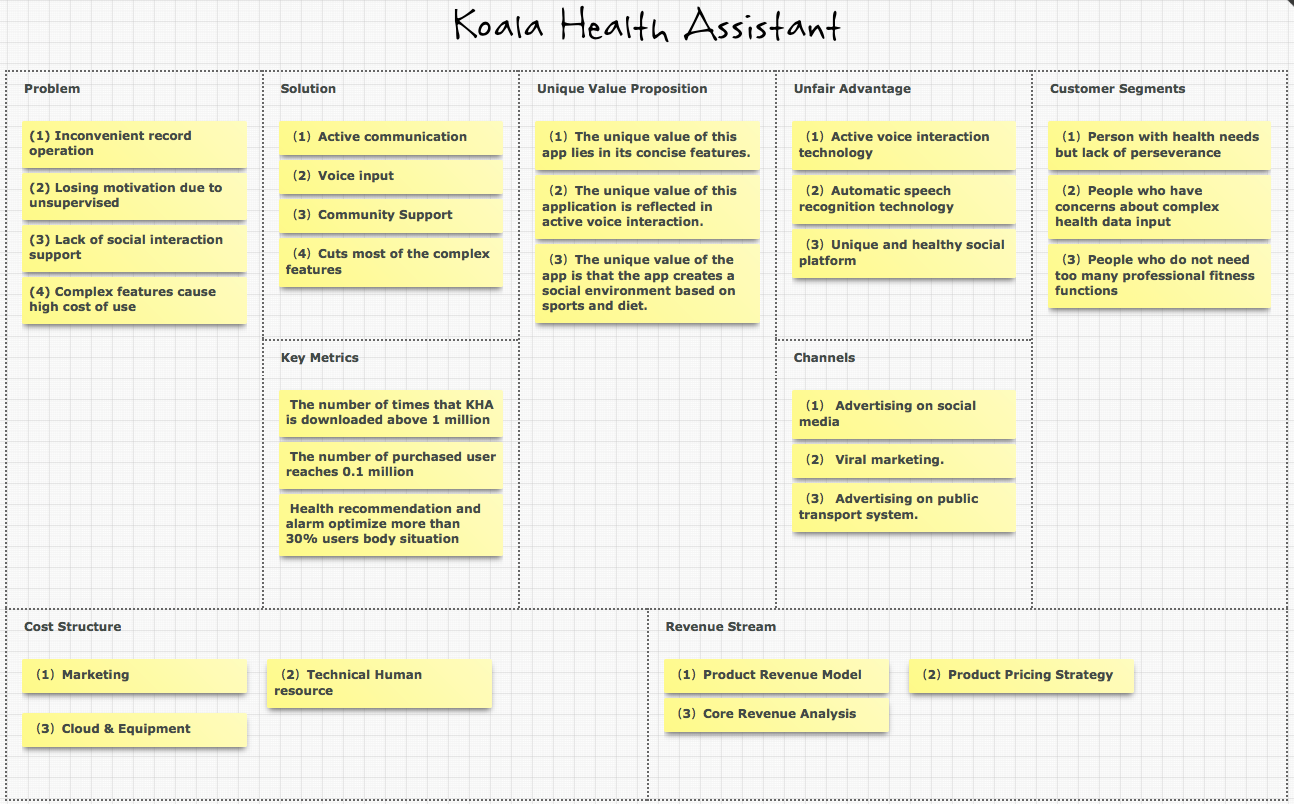 Koala Health Assistant
Problem
(1) Inconvenient record
operation
(2) Losing motivation due to
unsupervised
(3) Lack of social interaction
support
(4) Complex features cause
high cost of use
Solution
（1）Active communication
（2）Voice input
（3）Community Support
（4）Cuts most of the complex
features
Key Metrics
The number of times that KHA
is downloaded above 1 million
The number of purchased user
reaches 0.1 million
Health recommendation and
alarm optimize more than
30% users body situation
Unique Value Proposition
（1）The unique value of this
app lies in its concise features.
（2）The unique value of this
application is reflected in
active voice interaction.
（3）The unique value of the
app is that the app creates a
social environment based on
sports and diet.
Unfair Advantage
（1）Active voice interaction
technology
（2）Automatic speech
recognition technology
（3）Unique and healthy social
platform
Channels
（1） Advertising on social
media
（2） Viral marketing.
（3） Advertising on public
transport system.
Customer Segments
（1）Person with health needs
but lack of perseverance
（2）People who have
concerns about complex
health data input
（3）People who do not need
too many professional fitness
functions
Cost Structure
（1）Marketing
（2）Technical Human
resource
（3）Cloud & Equipment
Revenue Stream
（1）Product Revenue Model
（2）Product Pricing Strategy
（3）Core Revenue Analysis